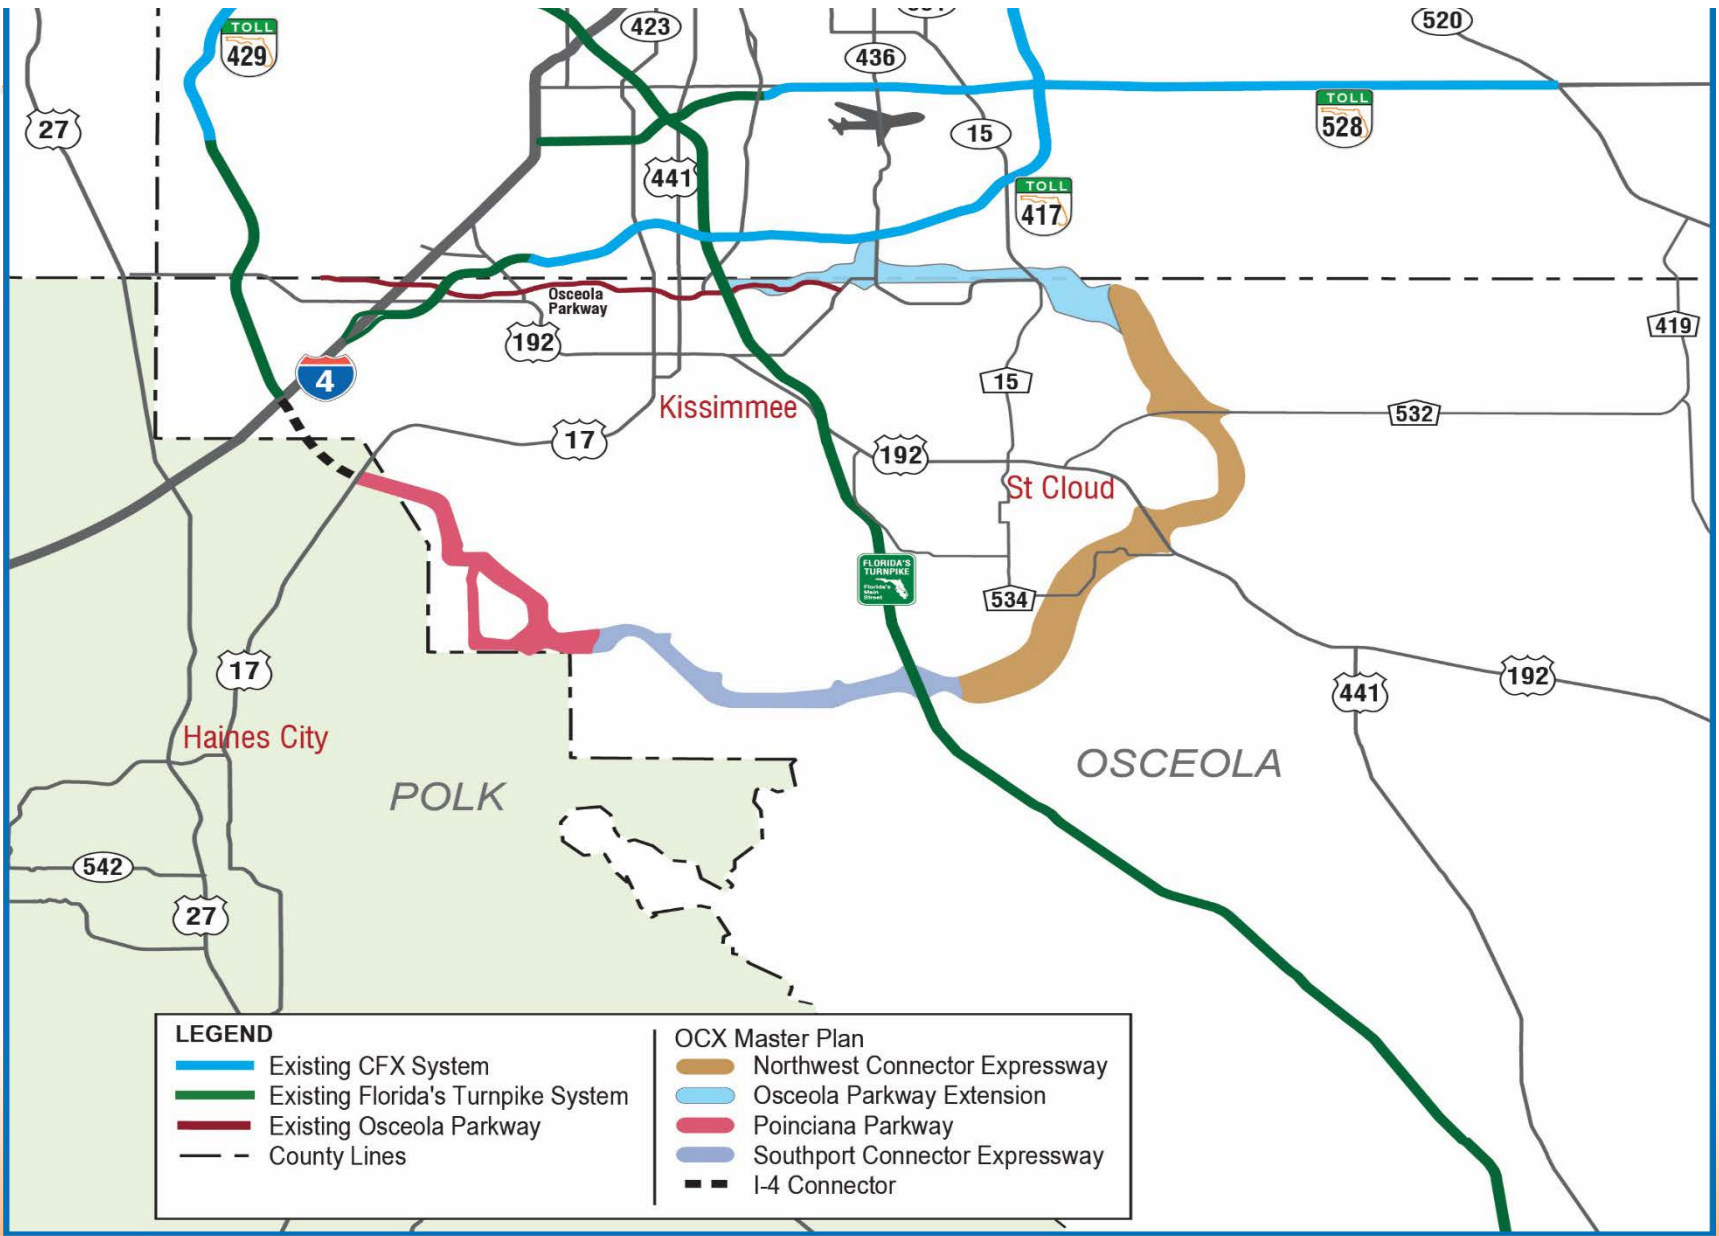 TOLL
429
423
520
436
27
TOLL
528
15
441
TOLL
417
Osceola
Parkway
192
419
4
15
Kissimmee
532
17
192
St Cloud
FLORIDA'S
TURNPIKE
Florida's
Main
Street
534
17
192
441
Haines City
OSCEOLA
POLK
542
27
LEGEND
Existing CFX System
Existing Florida's Turnpike System
Existing Osceola Parkway
County Lines
OCX Master Plan
Northwest Connector Expressway
Osceola Parkway Extension
Poinciana Parkway
Southport Connector Expressway
I-4 Connector